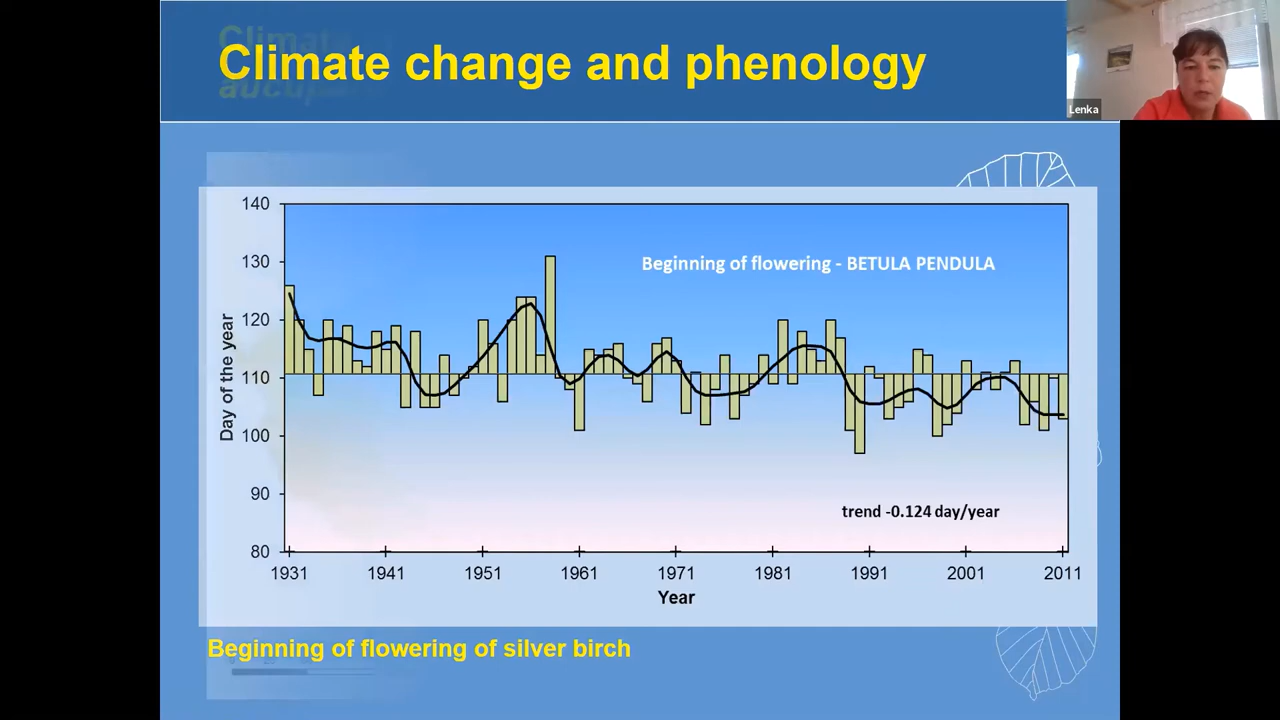 Climate change and phenology
Lenka
140
130
120
110
100
90
80
Day of the year
Beginning of flowering - BETULA PENDULA
trend -0.124 day/year
1931 1941 1951 1961 1971 1981 1991 2001 2011
Year
Beginning of flowering of silver birch